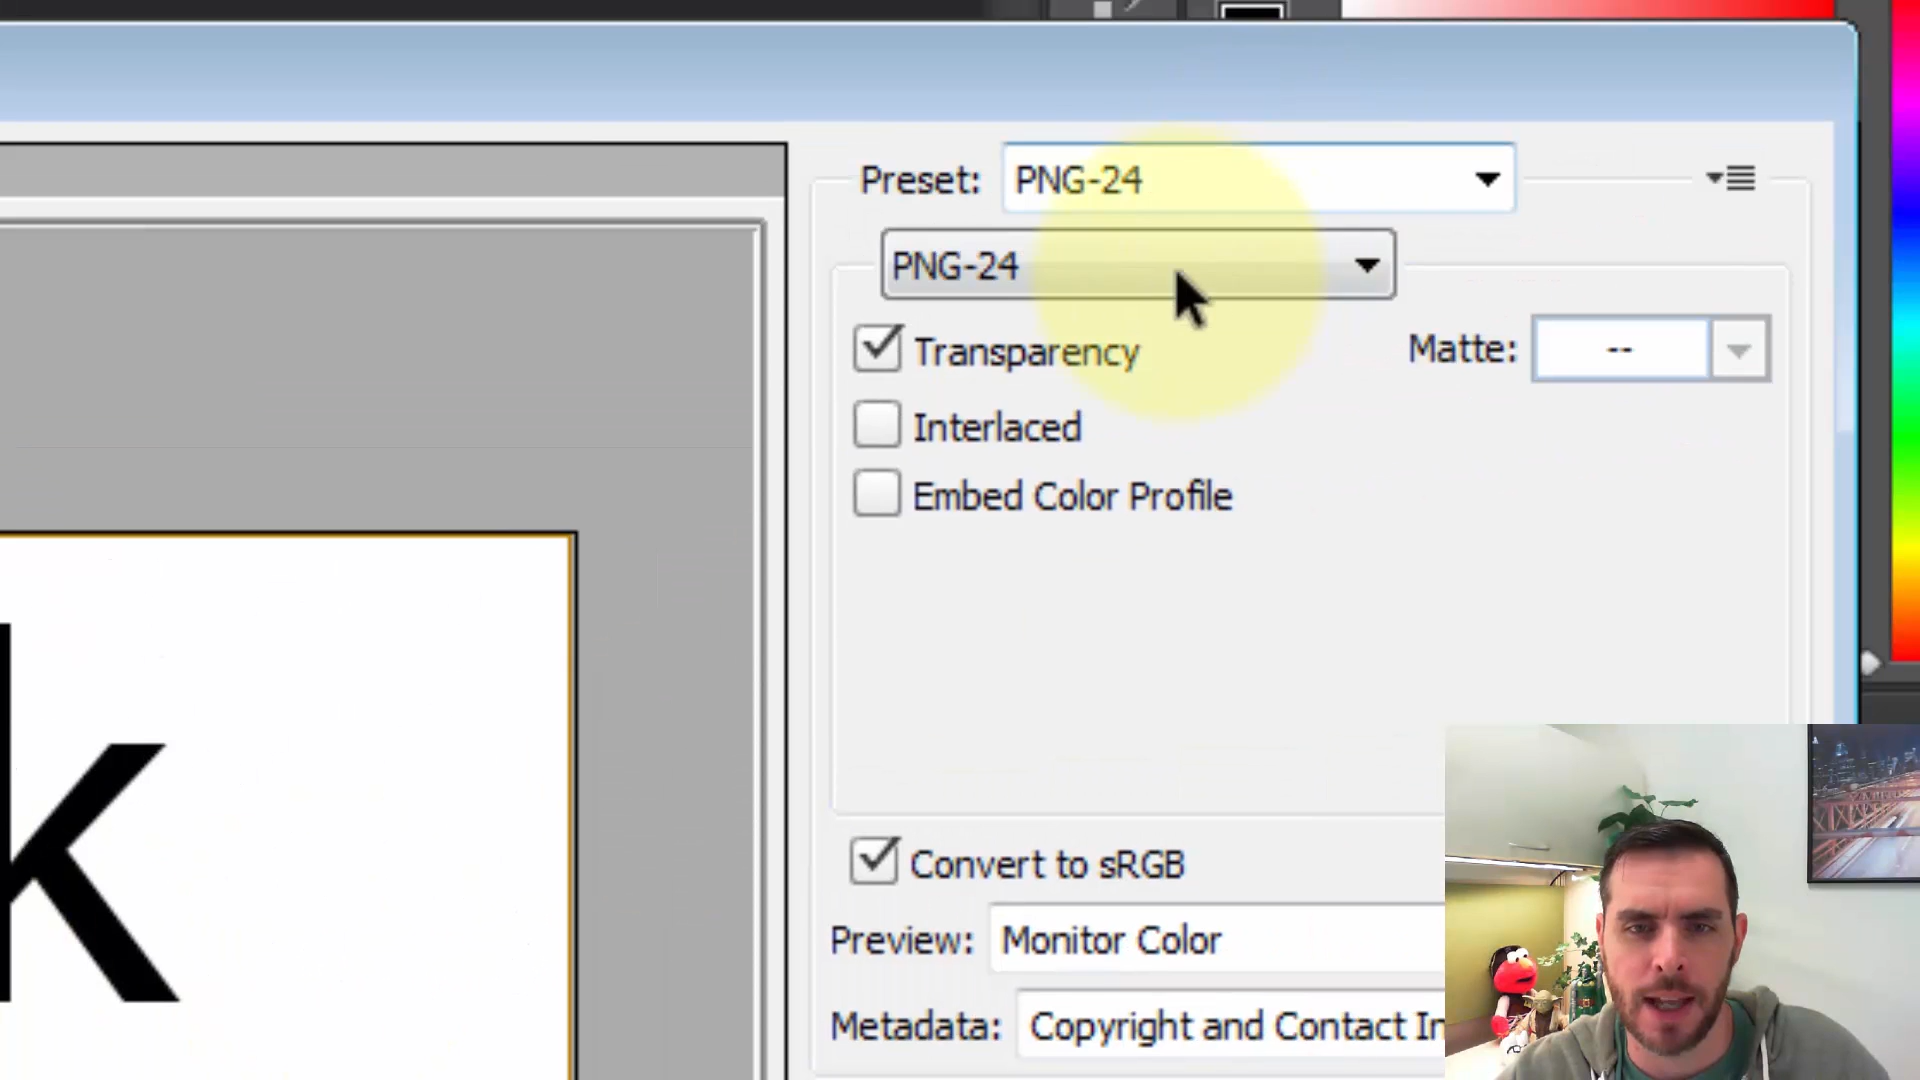 Preset: PNG-24
PNG-24
Transparency
Matte: --
Interlaced
Embed Color Profile
k
Convert to sRGB
Preview: Monitor Color
Metadata: Copyright and Contact In